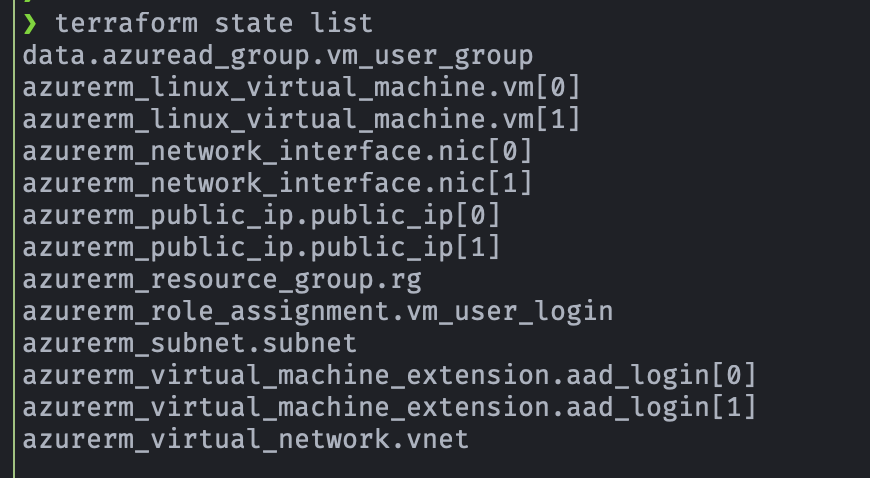 ❯ terraform state list
data.azuread_group.vm_user_group
azurerm_linux_virtual_machine.vm[0]
azurerm_linux_virtual_machine.vm[1]
azurerm_network_interface.nic[0]
azurerm_network_interface.nic[1]
azurerm_public_ip.public_ip[0]
azurerm_public_ip.public_ip[1]
azurerm_resource_group.rg
azurerm_role_assignment.vm_user_login
azurerm_subnet.subnet
azurerm_virtual_machine_extension.aad_login[0]
azurerm_virtual_machine_extension.aad_login[1]
azurerm_virtual_network.vnet